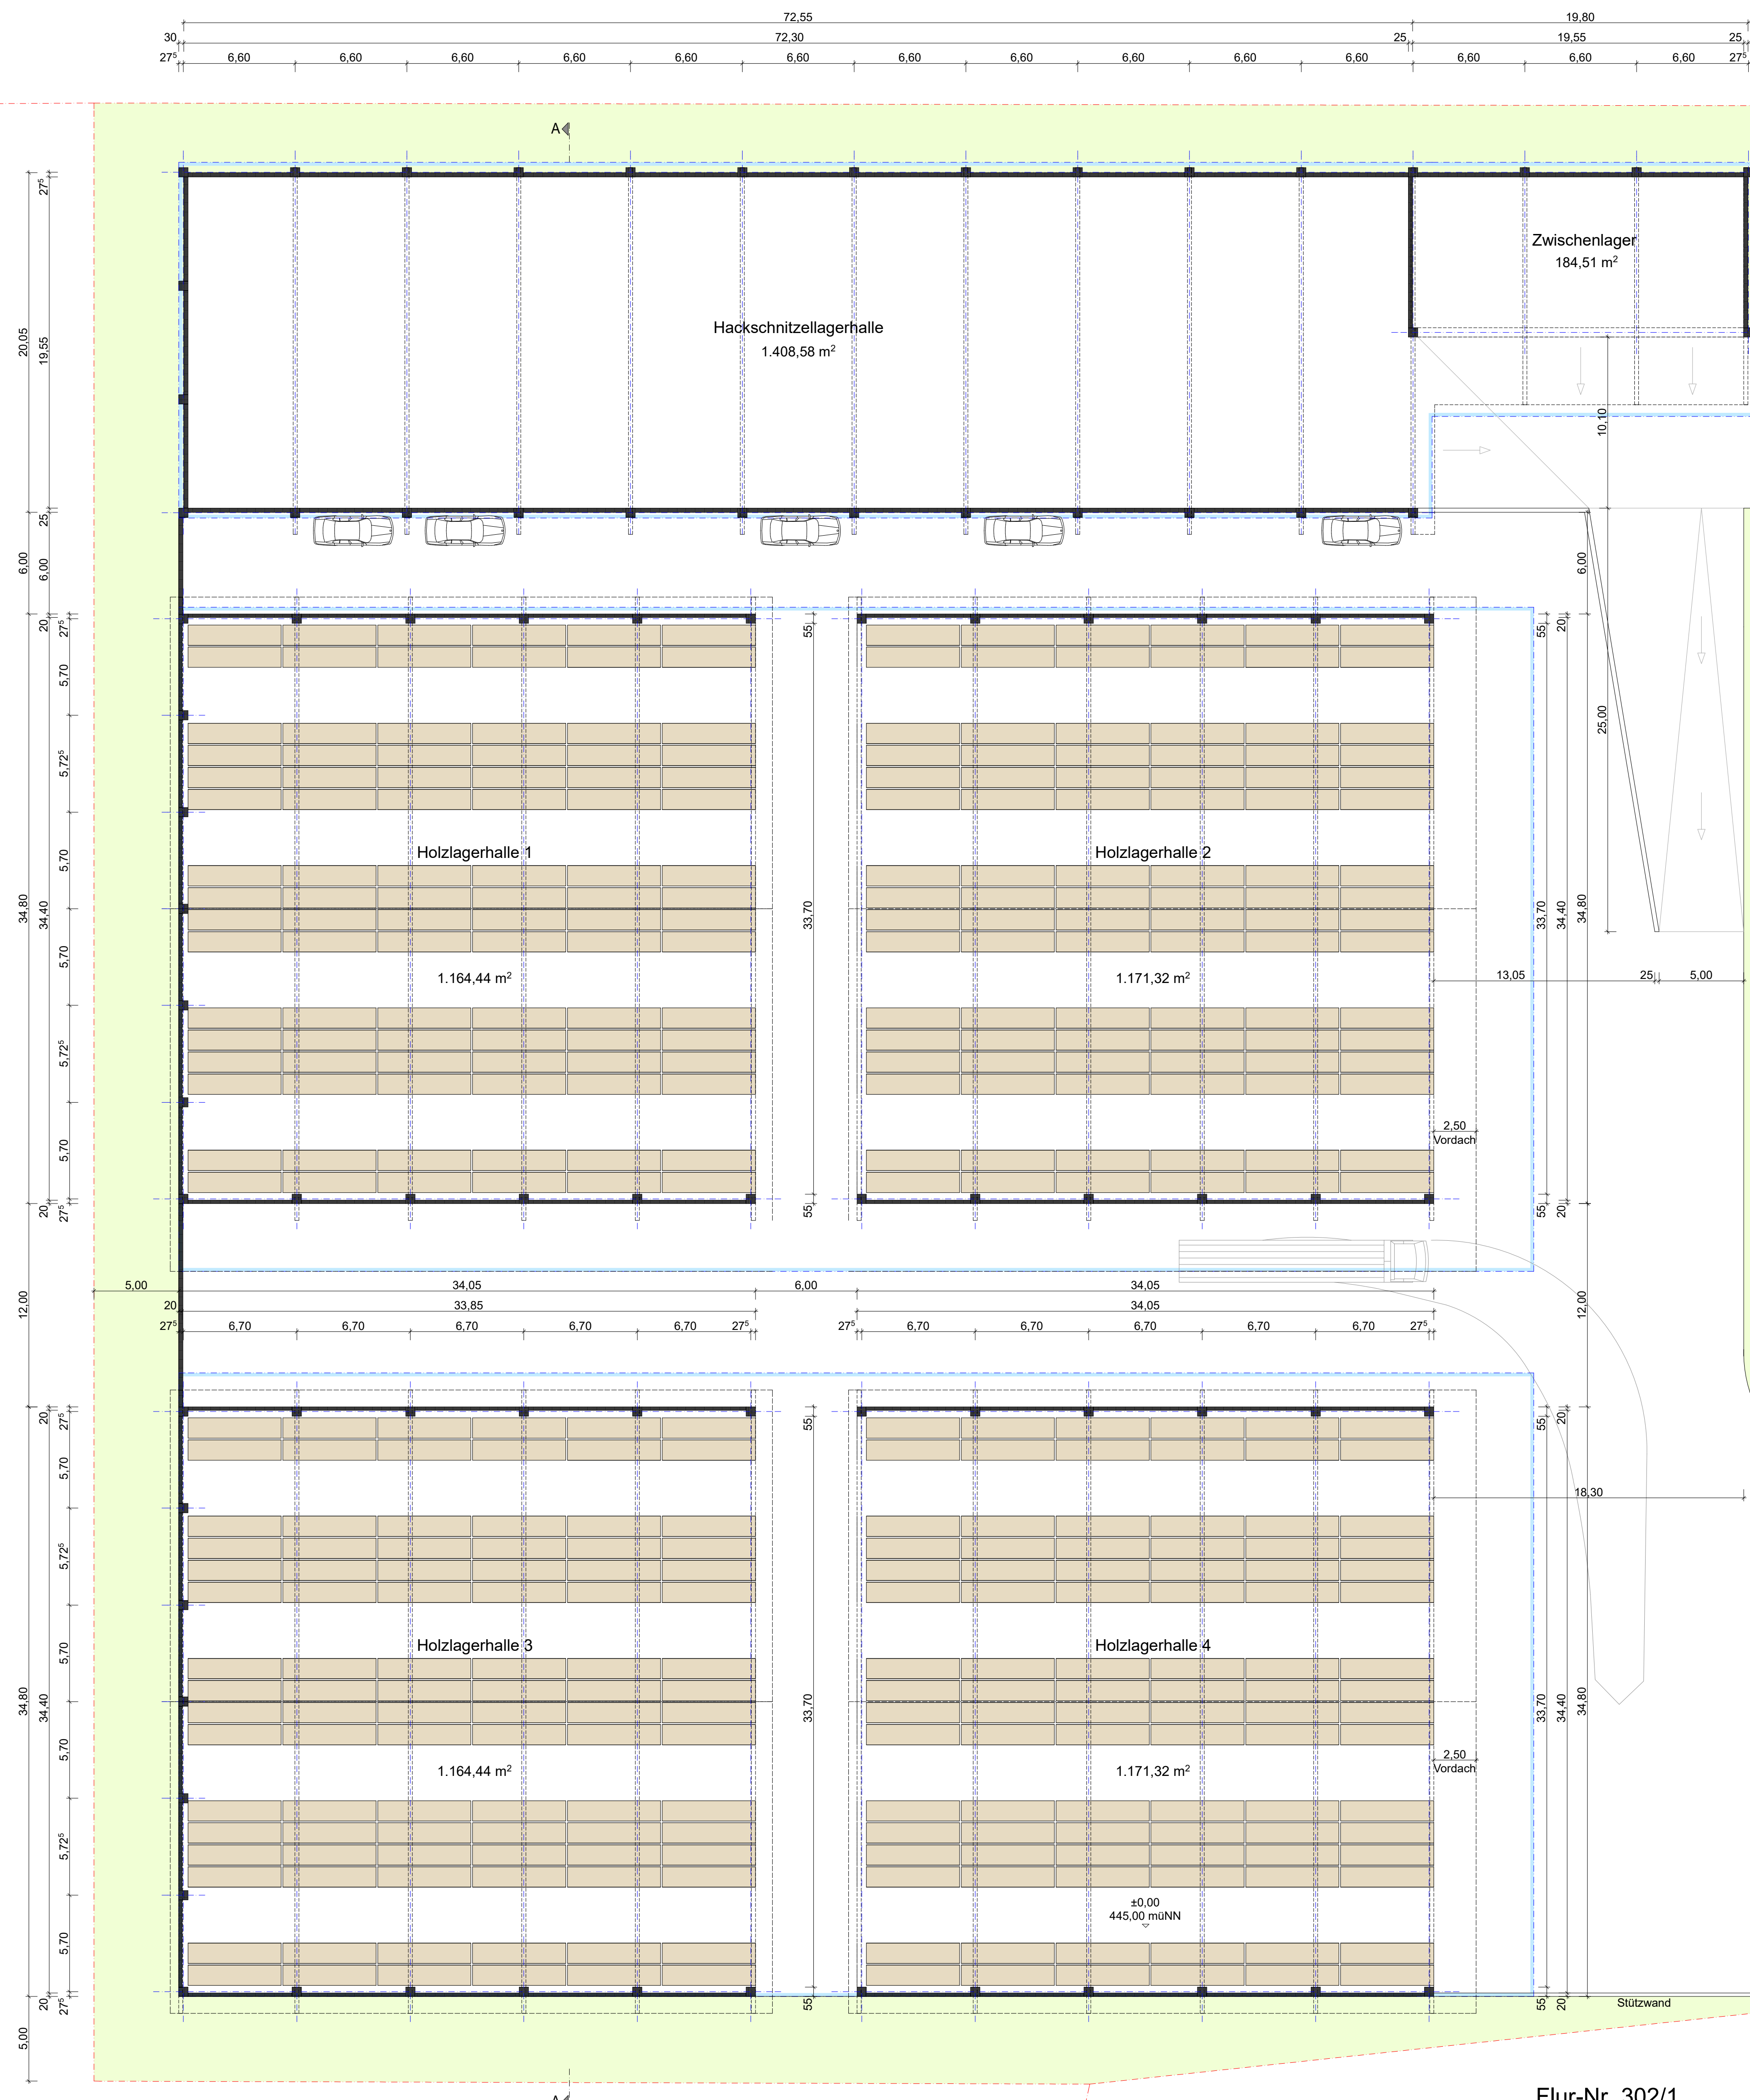 72,55 19,80
30 72,30 25 19,55 25
27⁵ 6,60 6,60 6,60 6,60 6,60 6,60 6,60 6,60 6,60 6,60 6,60 6,60 6,60 6,60 27⁵
A
27⁵
20,05
19,55
25
6,00
6,00
Zwischenlager
184,51 m²
Hackschnitzellagerhalle
1.408,58 m²
10,10
6,00
25,00
20
27⁵
5,70
5,72⁵
5,70
34,80
34,40
5,70
5,72⁵
5,70
20
27⁵
55
33,70
55
55
33,70
55
20
34,40
20
34,80
Holzlagerhalle 1
1.164,44 m²
Holzlagerhalle 2
1.171,32 m²
13,05 25 5,00
2,50
Vordach
5,00 34,05 6,00 34,05
20 33,85 34,05
6,70 6,70 6,70 6,70 6,70 27⁵ 27⁵ 6,70 6,70 6,70 6,70 6,70 27⁵
12,00
12,00
18,30
20
27⁵
5,70
5,72⁵
5,70
34,80
34,40
5,70
5,72⁵
5,70
20
27⁵
5,00
55
33,70
55
55
33,70
55
20
34,40
20
34,80
Holzlagerhalle 3
1.164,44 m²
Holzlagerhalle 4
1.171,32 m²
2,50
Vordach
±0,00
445,00 müNN
Stützwand
A
Flur-Nr. 302/1